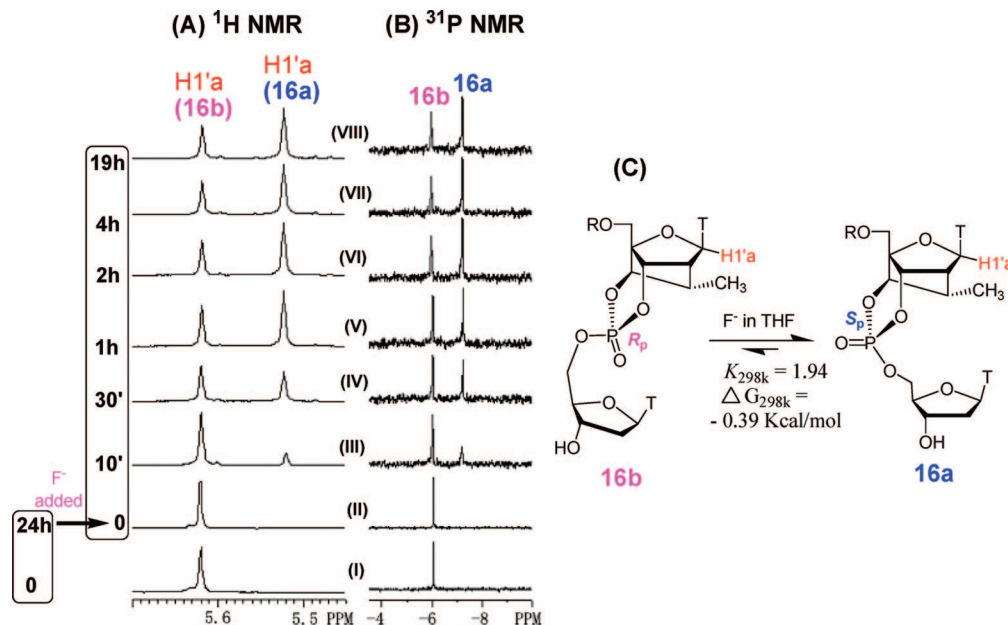 (A) ¹H NMR
(B) ³¹P NMR
H1'a
(16b)
H1'a
(16a)
16b
16a
19h
4h
2h
1h
30'
10'
0
F⁻
added
24h
0
(VIII)
(VII)
(VI)
(V)
(IV)
(III)
(II)
(I)
5.6
5.5
PPM
-4
-6
-8
PPM
(C)
RO
O
T
H1'a
CH₃
O
O
P
O
O
Rp
O
T
HO
16b
F⁻ in THF
K298k = 1.94
△ G298k =
- 0.39 Kcal/mol
RO
O
T
H1'a
CH₃
O
O
Sp
O=P
O
O
T
OH
16a